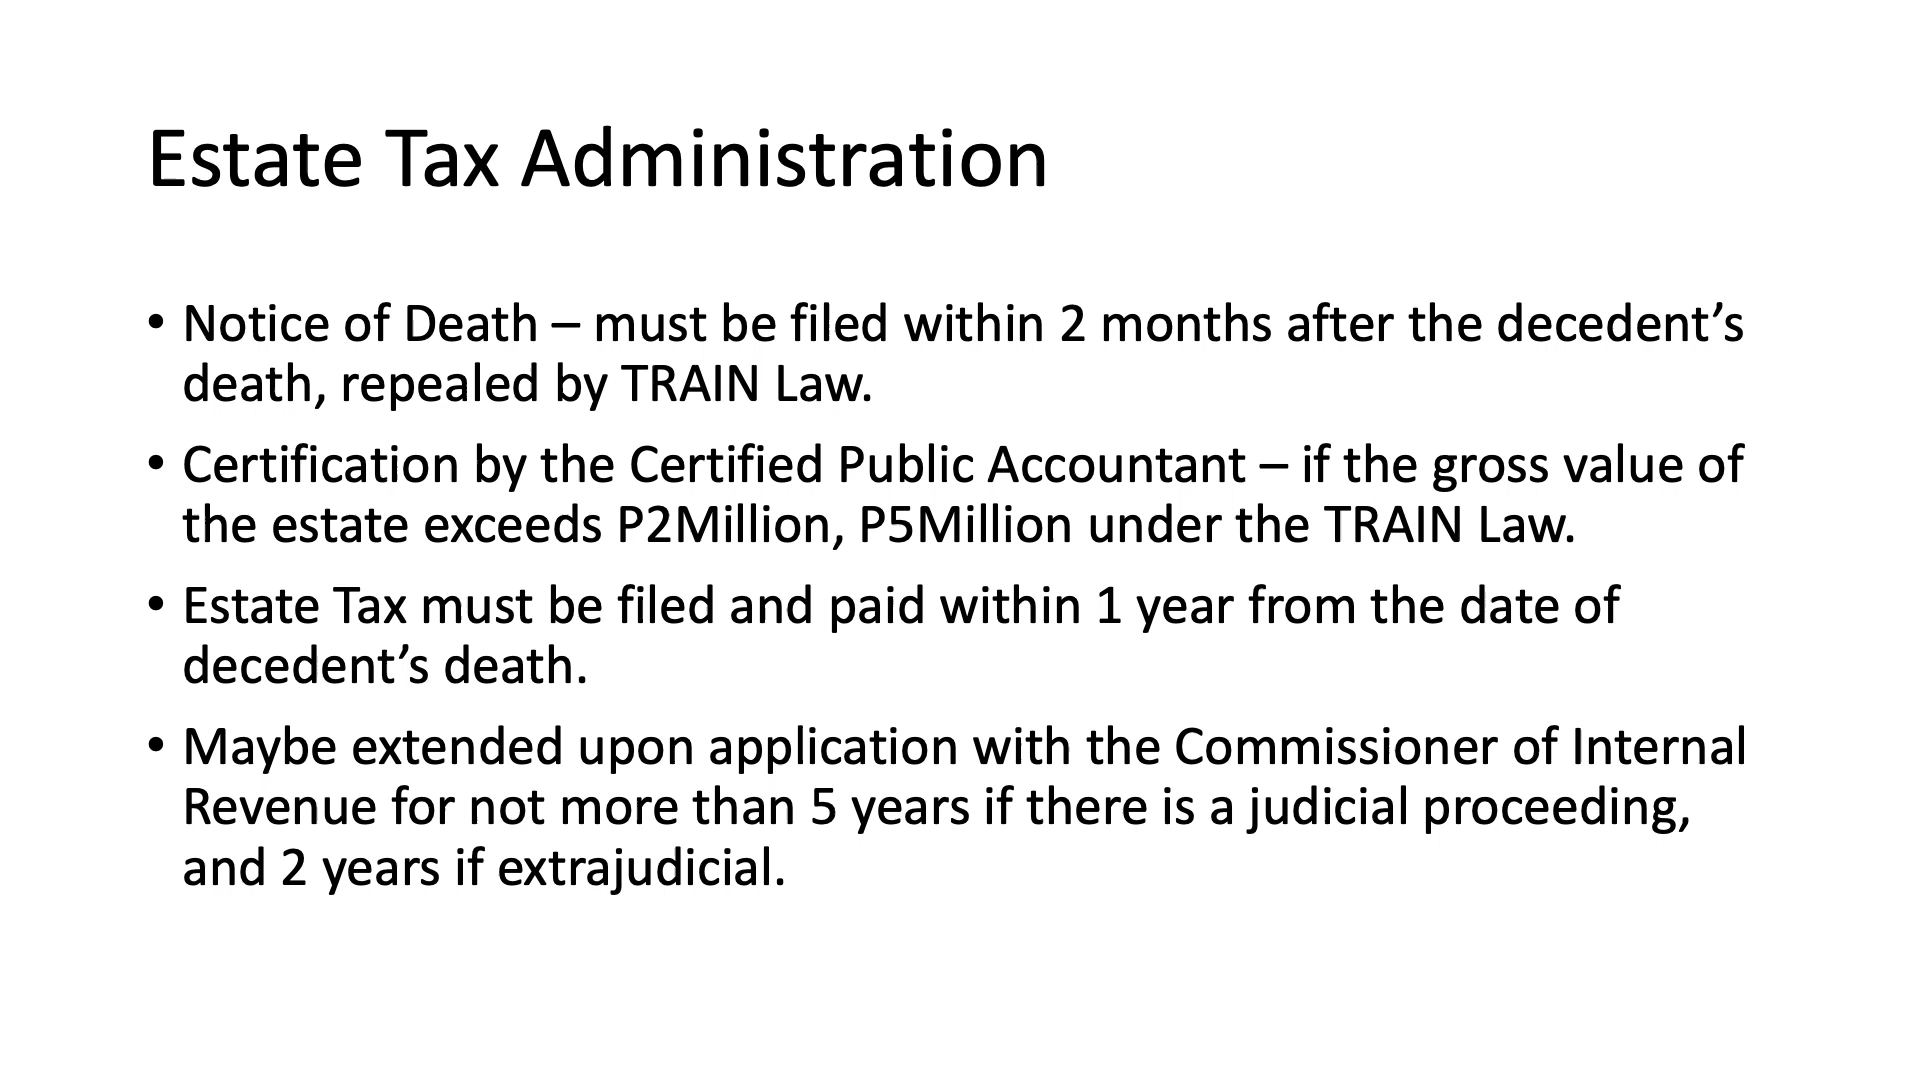 Estate Tax Administration
• Notice of Death – must be filed within 2 months after the decedent’s
death, repealed by TRAIN Law.
• Certification by the Certified Public Accountant – if the gross value of
the estate exceeds P2Million, P5Million under the TRAIN Law.
• Estate Tax must be filed and paid within 1 year from the date of
decedent’s death.
• Maybe extended upon application with the Commissioner of Internal
Revenue for not more than 5 years if there is a judicial proceeding,
and 2 years if extrajudicial.